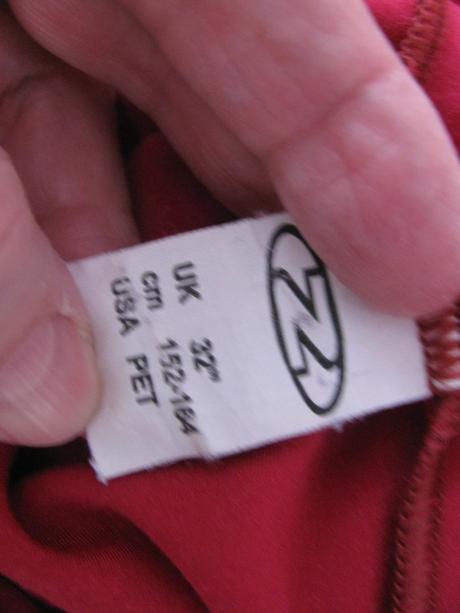 UK 32"
cm 152-164
USA PET